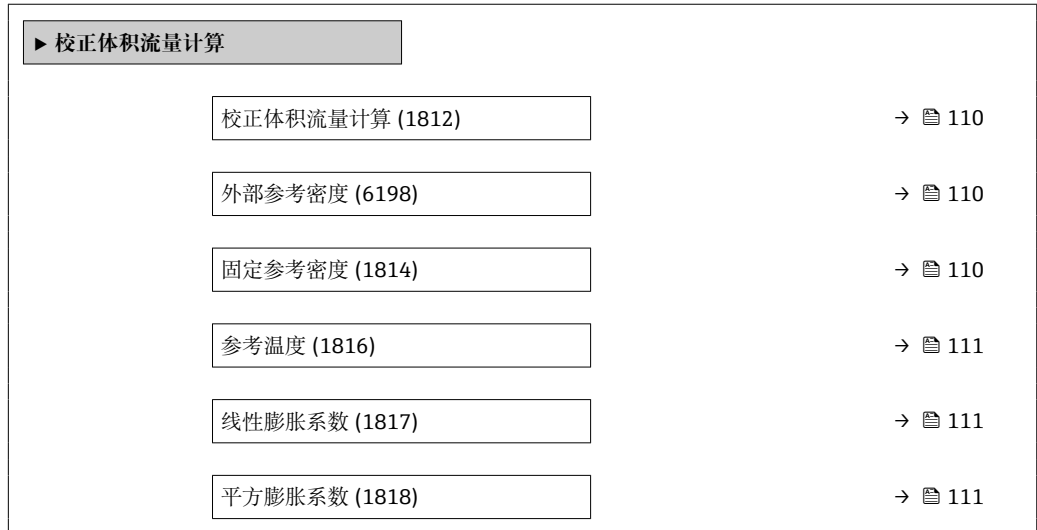 ▶ 校正体积流量计算
校正体积流量计算 (1812) → 110
外部参考密度 (6198) → 110
固定参考密度 (1814) → 110
参考温度 (1816) → 111
线性膨胀系数 (1817) → 111
平方膨胀系数 (1818) → 111